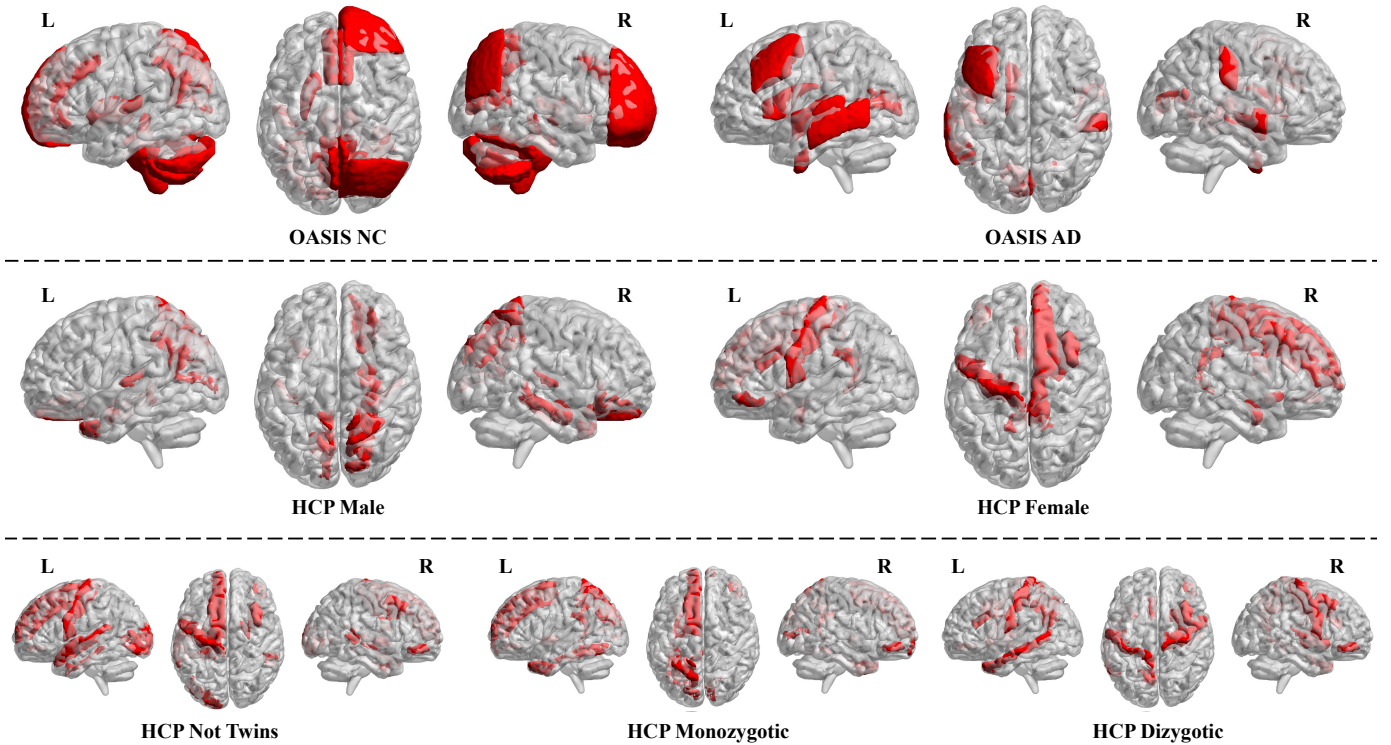 L
R
L
R
OASIS NC
OASIS AD
L
R
L
R
HCP Male
HCP Female
L
R
L
R
L
R
HCP Not Twins
HCP Monozygotic
HCP Dizygotic